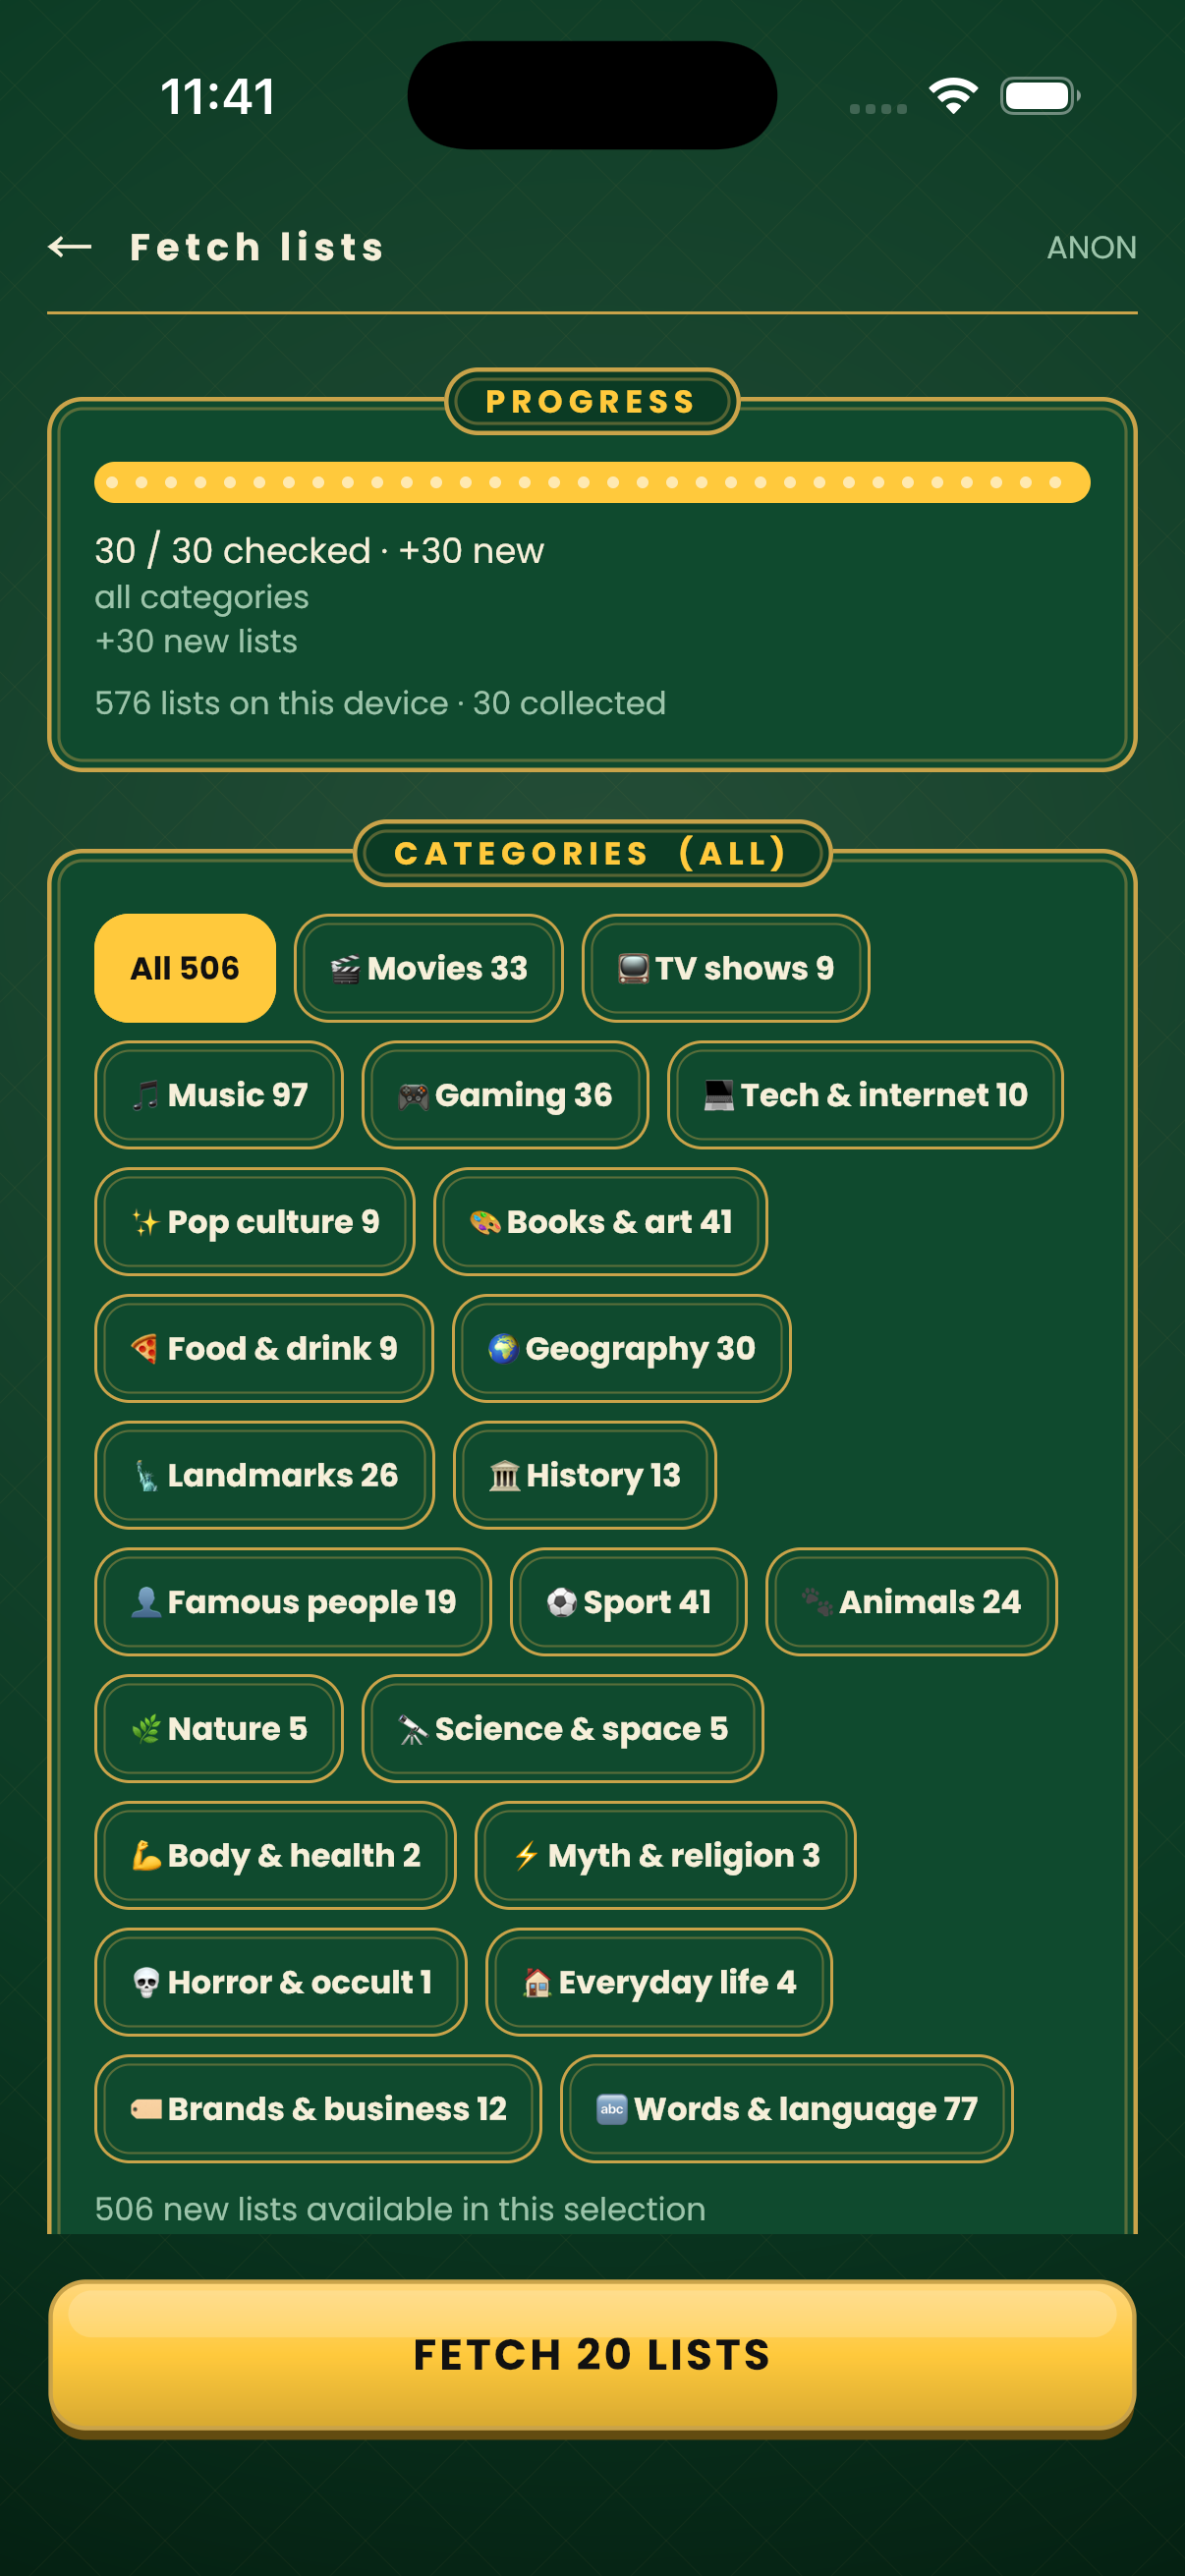 11:41
← Fetch lists ANON
PROGRESS
30 / 30 checked · +30 new
all categories
+30 new lists
576 lists on this device · 30 collected
CATEGORIES (ALL)
All 506 🎬 Movies 33 📺 TV shows 9
🎵 Music 97 🎮 Gaming 36 💻 Tech & internet 10
✨ Pop culture 9 🎨 Books & art 41
🍕 Food & drink 9 🌍 Geography 30
🗽 Landmarks 26 🏛️ History 13
👤 Famous people 19 ⚽ Sport 41 🐾 Animals 24
🌿 Nature 5 🔭 Science & space 5
💪 Body & health 2 ⚡ Myth & religion 3
💀 Horror & occult 1 🏠 Everyday life 4
🏷️ Brands & business 12 🔤 Words & language 77
506 new lists available in this selection
FETCH 20 LISTS